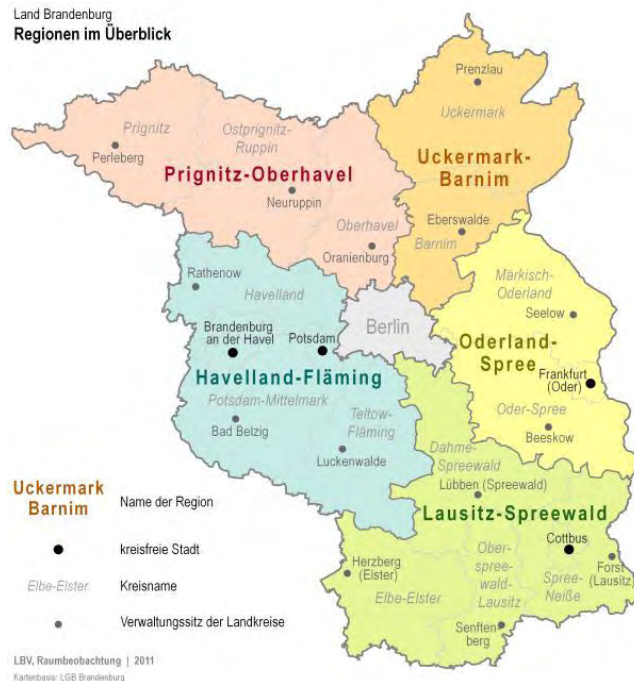 Land Brandenburg
Regionen im Überblick
Prenzlau
Uckermark
Uckermark-
Barnim
Eberswalde
Barnim
Prignitz
Perleberg
Ostprignitz-
Ruppin
Prignitz-Oberhavel
Neuruppin
Oberhavel
Oranienburg
Rathenow
Havelland
Brandenburg
an der Havel
Potsdam
Havelland-Fläming
Potsdam-Mittelmark
Bad Belzig
Teltow-
Fläming
Luckenwalde
Berlin
Märkisch-
Oderland
Seelow
Oderland-
Spree
Frankfurt
(Oder)
Oder-Spree
Beeskow
Dahme-
Spreewald
Lübben (Spreewald)
Lausitz-Spreewald
Cottbus
Herzberg
(Elster)
Elbe-Elster
Ober-
spree-
wald-
Lausitz
Spree-
Neiße
Forst
(Lausitz)
Senften-
berg
Uckermark
Barnim
Name der Region
kreisfreie Stadt
Elbe-Elster
Kreisname
Verwaltungssitz der Landkreise
LBV, Raumbeobachtung | 2011
Kartenbasis: LGB Brandenburg